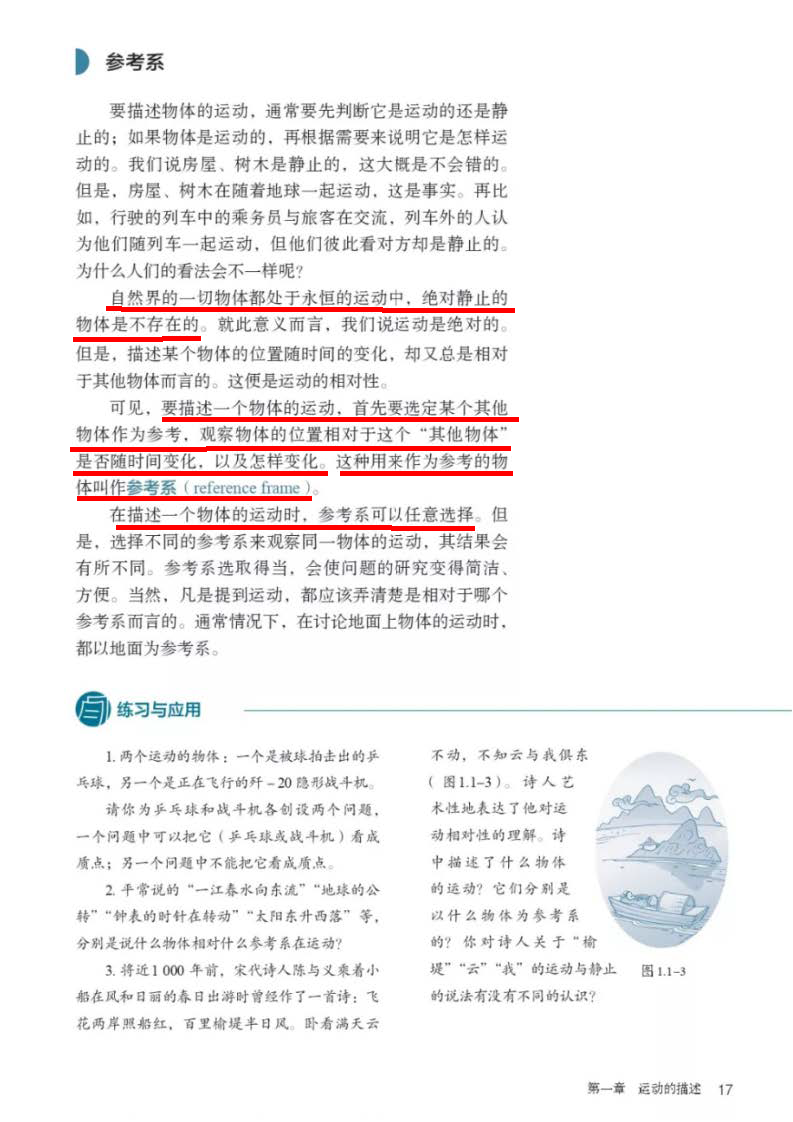 参考系
要描述物体的运动，通常要先判断它是运动的还是静
止的；如果物体是运动的，再根据需要来说明它是怎样运
动的。我们说房屋、树木是静止的，这大概是不会错的。
但是，房屋、树木在随着地球一起运动，这是事实。再比
如，行驶的列车中的乘务员与旅客在交流，列车外的人认
为他们随列车一起运动，但他们彼此看对方却是静止的。
为什么人们的看法会不一样呢？
自然界的一切物体都处于永恒的运动中，绝对静止的
物体是不存在的。就此意义而言，我们说运动是绝对的。
但是，描述某个物体的位置随时间的变化，却又总是相对
于其他物体而言的。这便是运动的相对性。
可见，要描述一个物体的运动，首先要选定某个其他
物体作为参考，观察物体的位置相对于这个“其他物体”
是否随时间变化，以及怎样变化。这种用来作为参考的物
体叫作参考系（reference frame）。
在描述一个物体的运动时，参考系可以任意选择。但
是，选择不同的参考系来观察同一物体的运动，其结果会
有所不同。参考系选取得当，会使问题的研究变得简洁、
方便。当然，凡是提到运动，都应该弄清楚是相对于哪个
参考系而言的。通常情况下，在讨论地面上物体的运动时，
都以地面为参考系。
练习与应用
1. 两个运动的物体：一个是被球拍击出的乒
乓球，另一个是正在飞行的歼－20 隐形战斗机。
请你为乒乓球和战斗机各创设两个问题，
一个问题中可以把它（乒乓球或战斗机）看成
质点；另一个问题中不能把它看成质点。
2. 平常说的“一江春水向东流”“地球的公
转”“钟表的时针在转动”“太阳东升西落”等，
分别是说什么物体相对什么参考系在运动？
3. 将近1 000 年前，宋代诗人陈与义乘着小
船在风和日丽的春日出游时曾经作了一首诗：飞
花两岸照船红，百里榆堤半日风。卧看满天云
不动，不知云与我俱东
（图1.1-3）。诗人艺
术性地表达了他对运
动相对性的理解。诗
中描述了什么物体
的运动？它们分别是
以什么物体为参考系
的？你对诗人关于“榆
堤”“云”“我”的运动与静止
的说法有没有不同的认识？
图 1.1-3
第一章 运动的描述 17